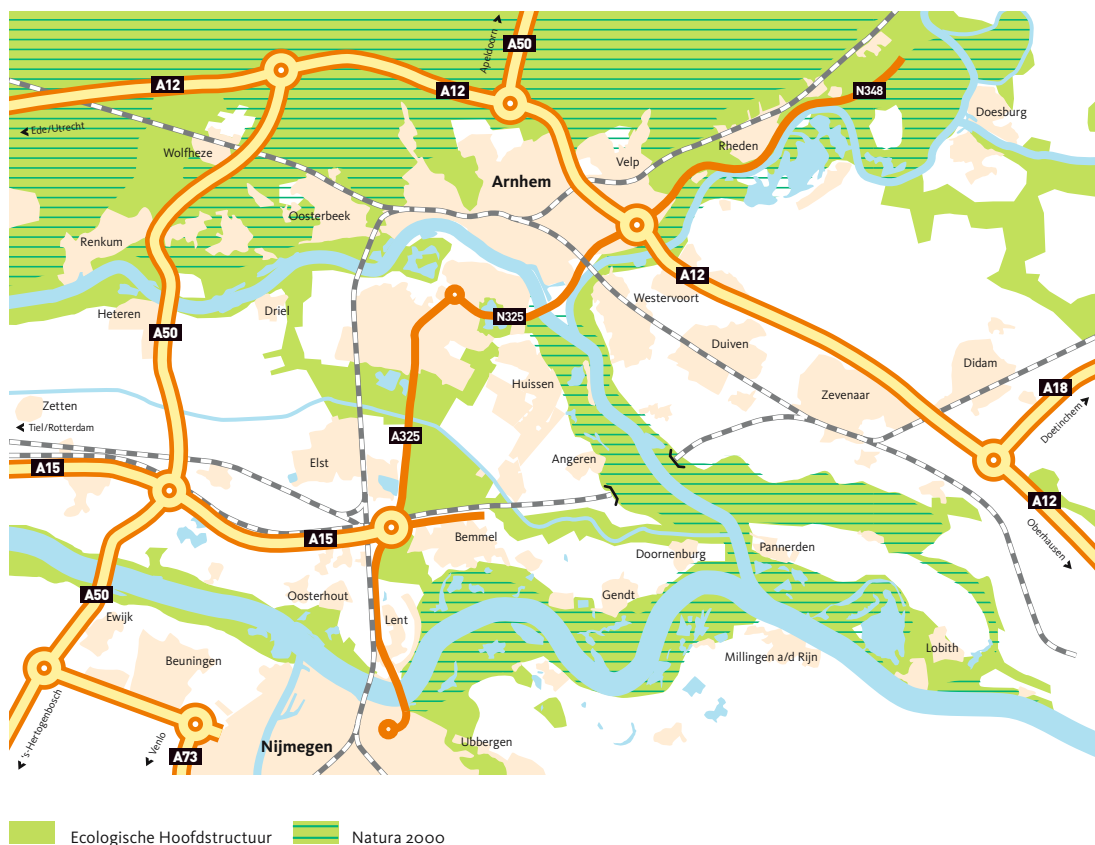 Apeldoorn
A50
A12
A12
N348
Doesburg
Ede/Utrecht
Wolfheze
Rheden
Velp
Arnhem
Oosterbeek
Renkum
A12
Westervoort
Heteren
Driel
N325
A50
Duiven
Didam
Huissen
A18
Zevenaar
Zetten
Doetinchem
Tiel/Rotterdam
A325
Elst
Angeren
A15
A12
Oberhausen
A15
Bemmel
Doornenburg
Pannerden
A50
Oosterhout
Gendt
Ewijk
Lent
Beuningen
Millingen a/d Rijn
Lobith
's-Hertogenbosch
Venlo
Nijmegen
Ubbergen
A73
Ecologische Hoofdstructuur
Natura 2000